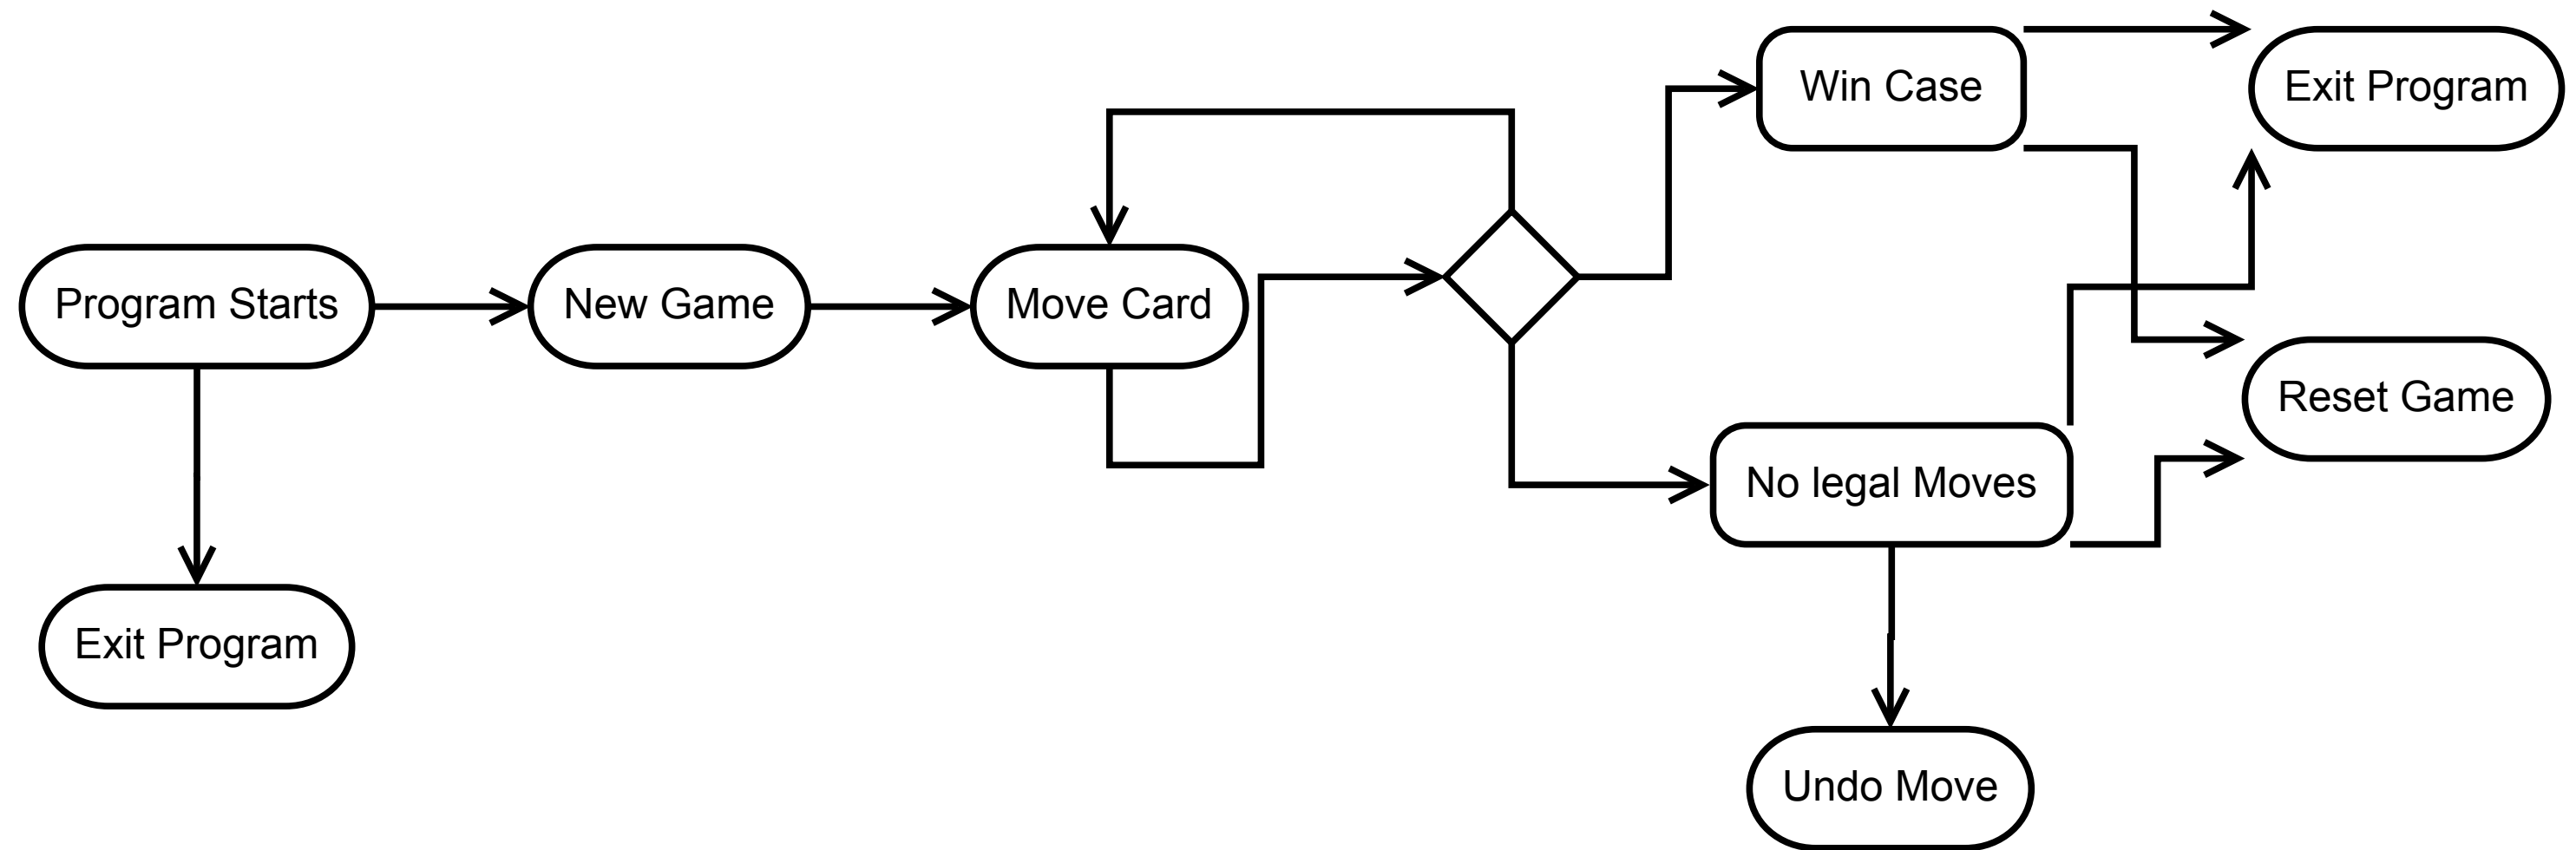 Win Case
Exit Program
Program Starts
New Game
Move Card
Reset Game
No legal Moves
Exit Program
Undo Move